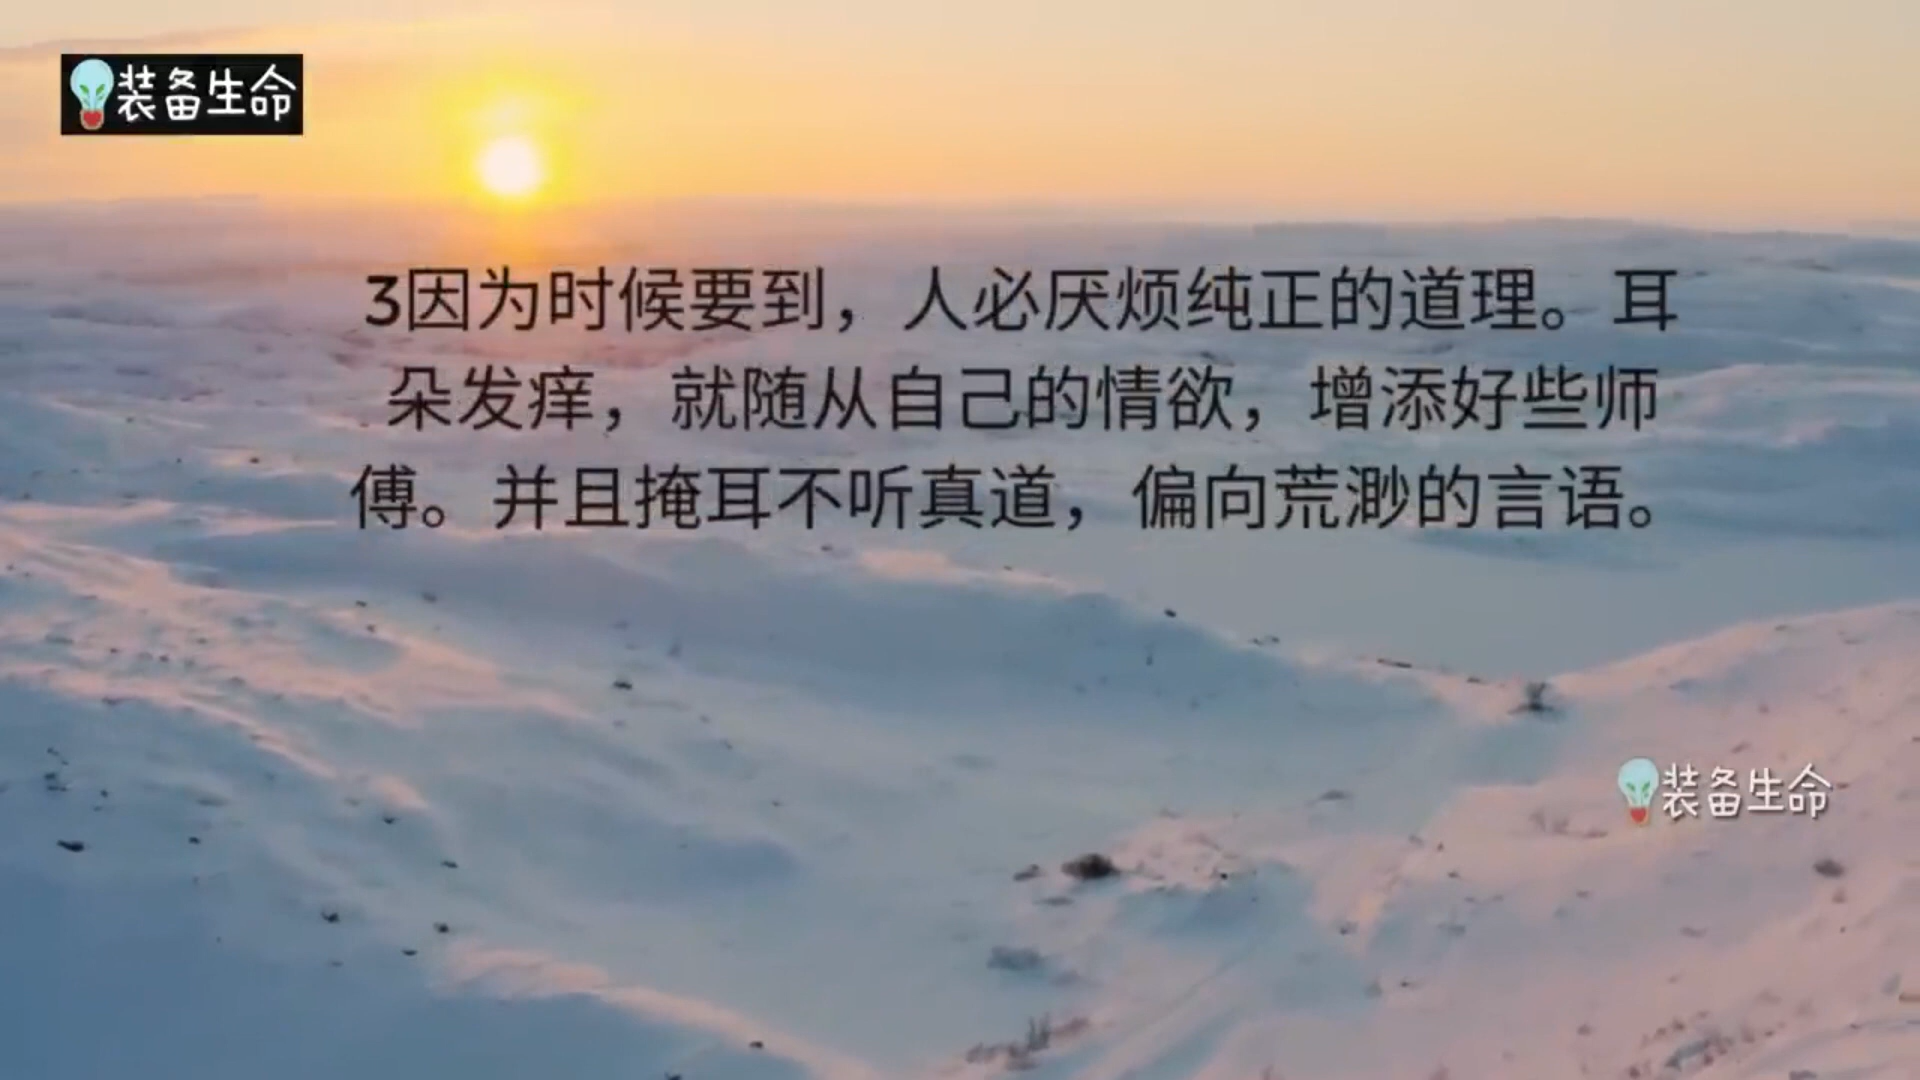 装备生命
3因为时候要到，人必厌烦纯正的道理。耳
朵发痒，就随从自己的情欲，增添好些师
傅。并且掩耳不听真道，偏向荒渺的言语。
装备生命